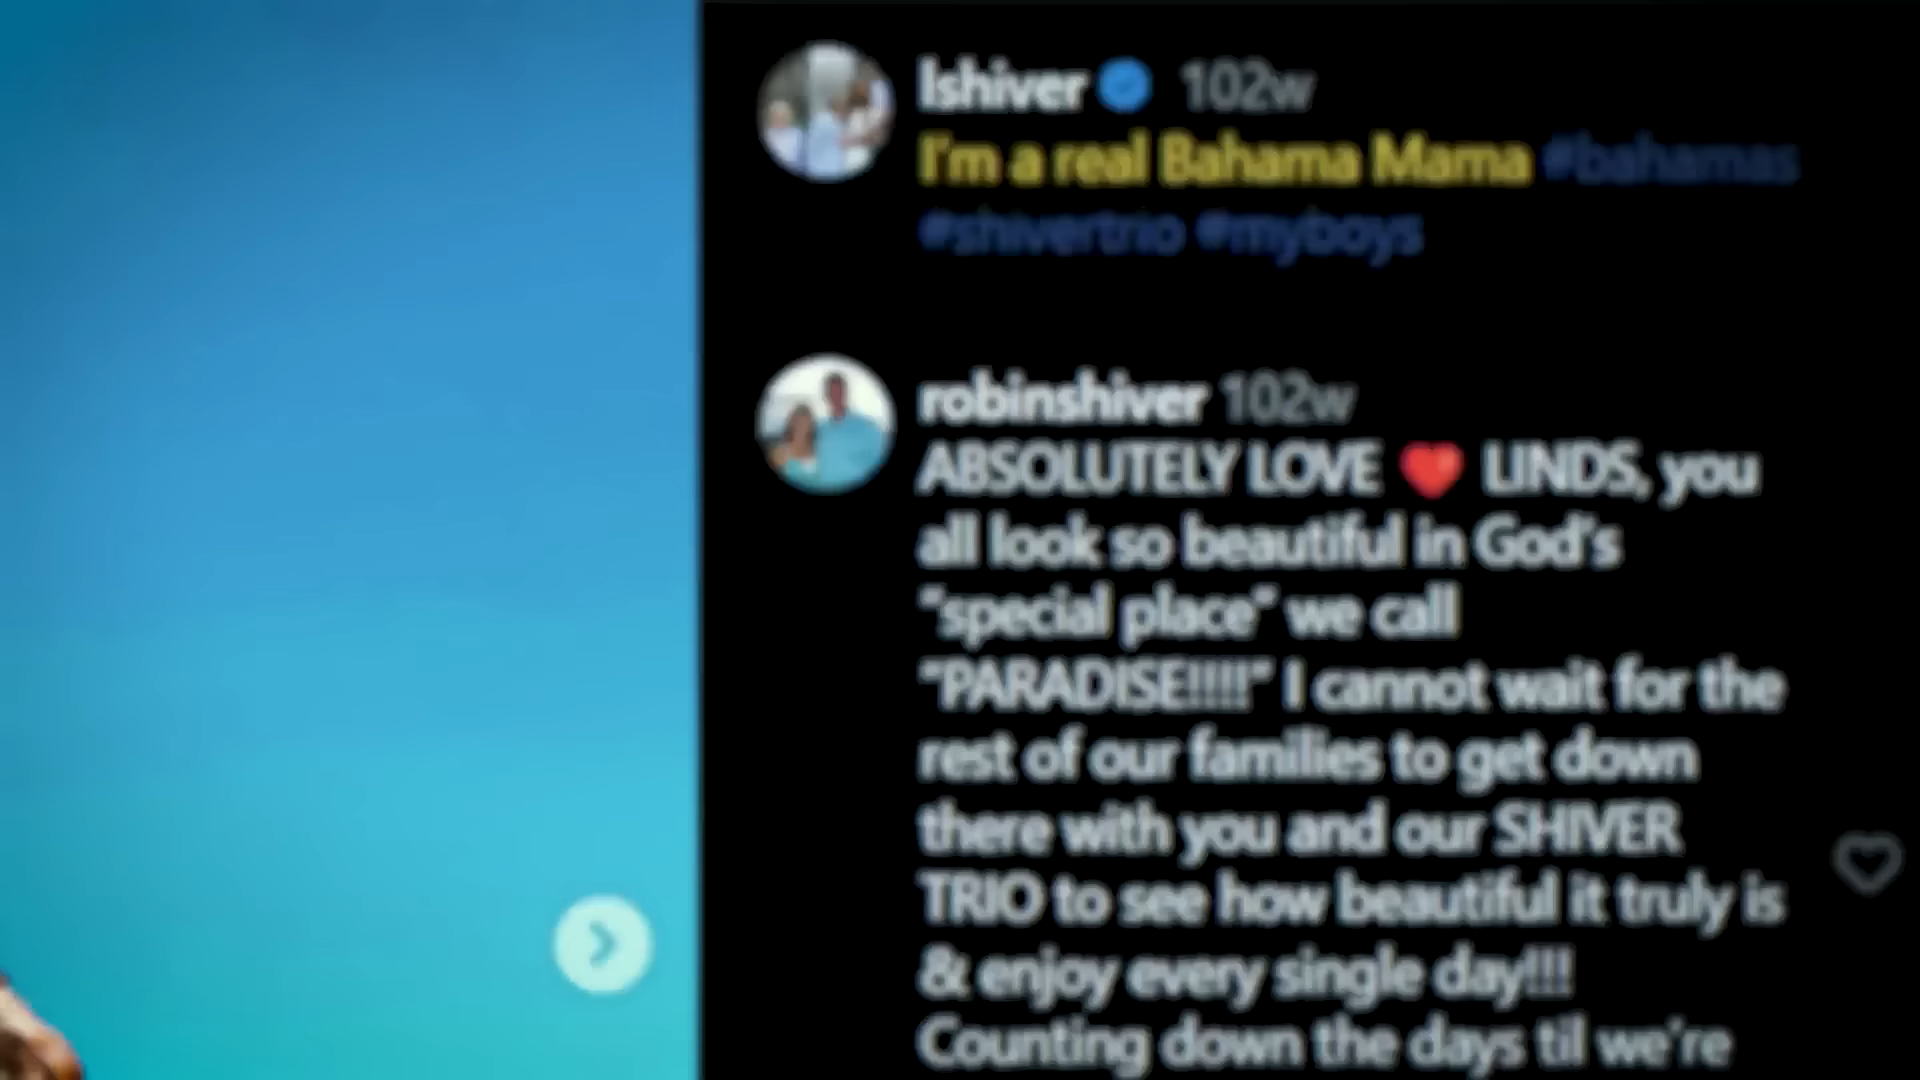 lshiver 102w
I'm a real Bahama Mama #bahamas
#shivertrio #myboys
robinshiver 102w
ABSOLUTELY LOVE ❤️ LINDS, you
all look so beautiful in God's
"special place" we call
"PARADISE!!!!" I cannot wait for the
rest of our families to get down
there with you and our SHIVER
TRIO to see how beautiful it truly is
& enjoy every single day!!!
Counting down the days til we're